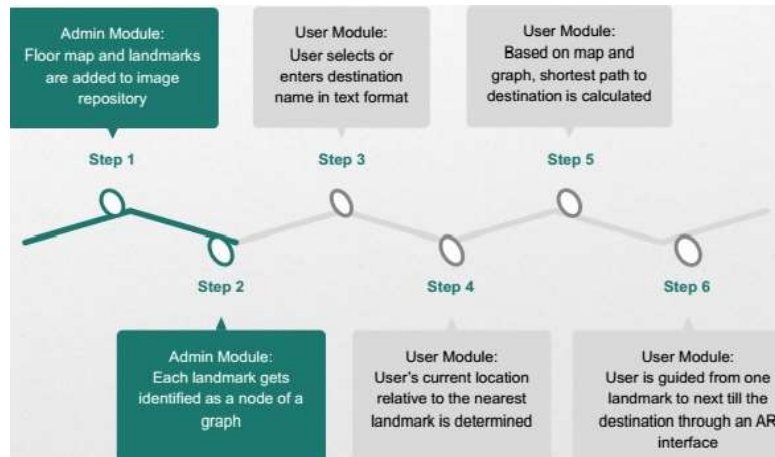 Admin Module:
Floor map and landmarks
are added to image
repository
User Module:
User selects or
enters destination
name in text format
User Module:
Based on map and
graph, shortest path to
destination is calculated
Step 1
Step 3
Step 5
Step 2
Step 4
Step 6
Admin Module:
Each landmark gets
identified as a node of a
graph
User Module:
User's current location
relative to the nearest
landmark is determined
User Module:
User is guided from one
landmark to next till the
destination through an AR
interface